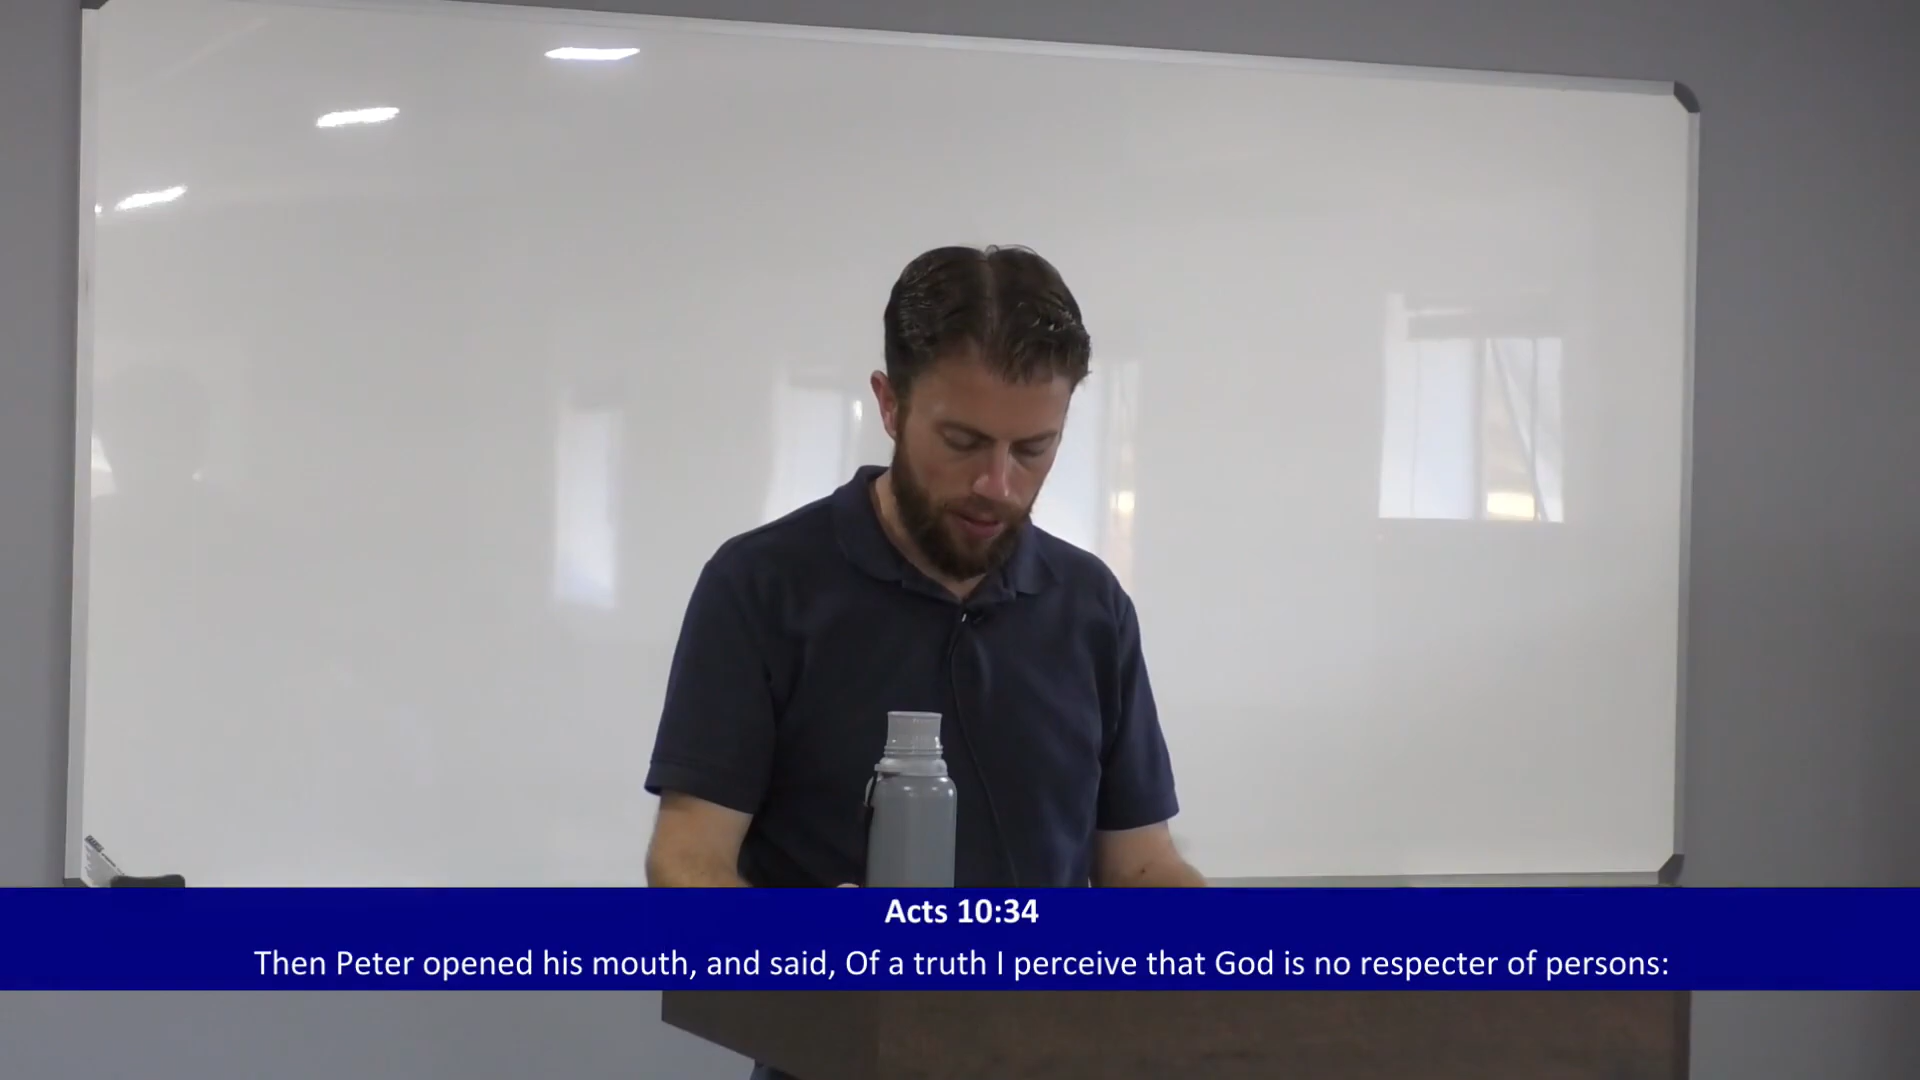 Acts 10:34
Then Peter opened his mouth, and said, Of a truth I perceive that God is no respecter of persons: